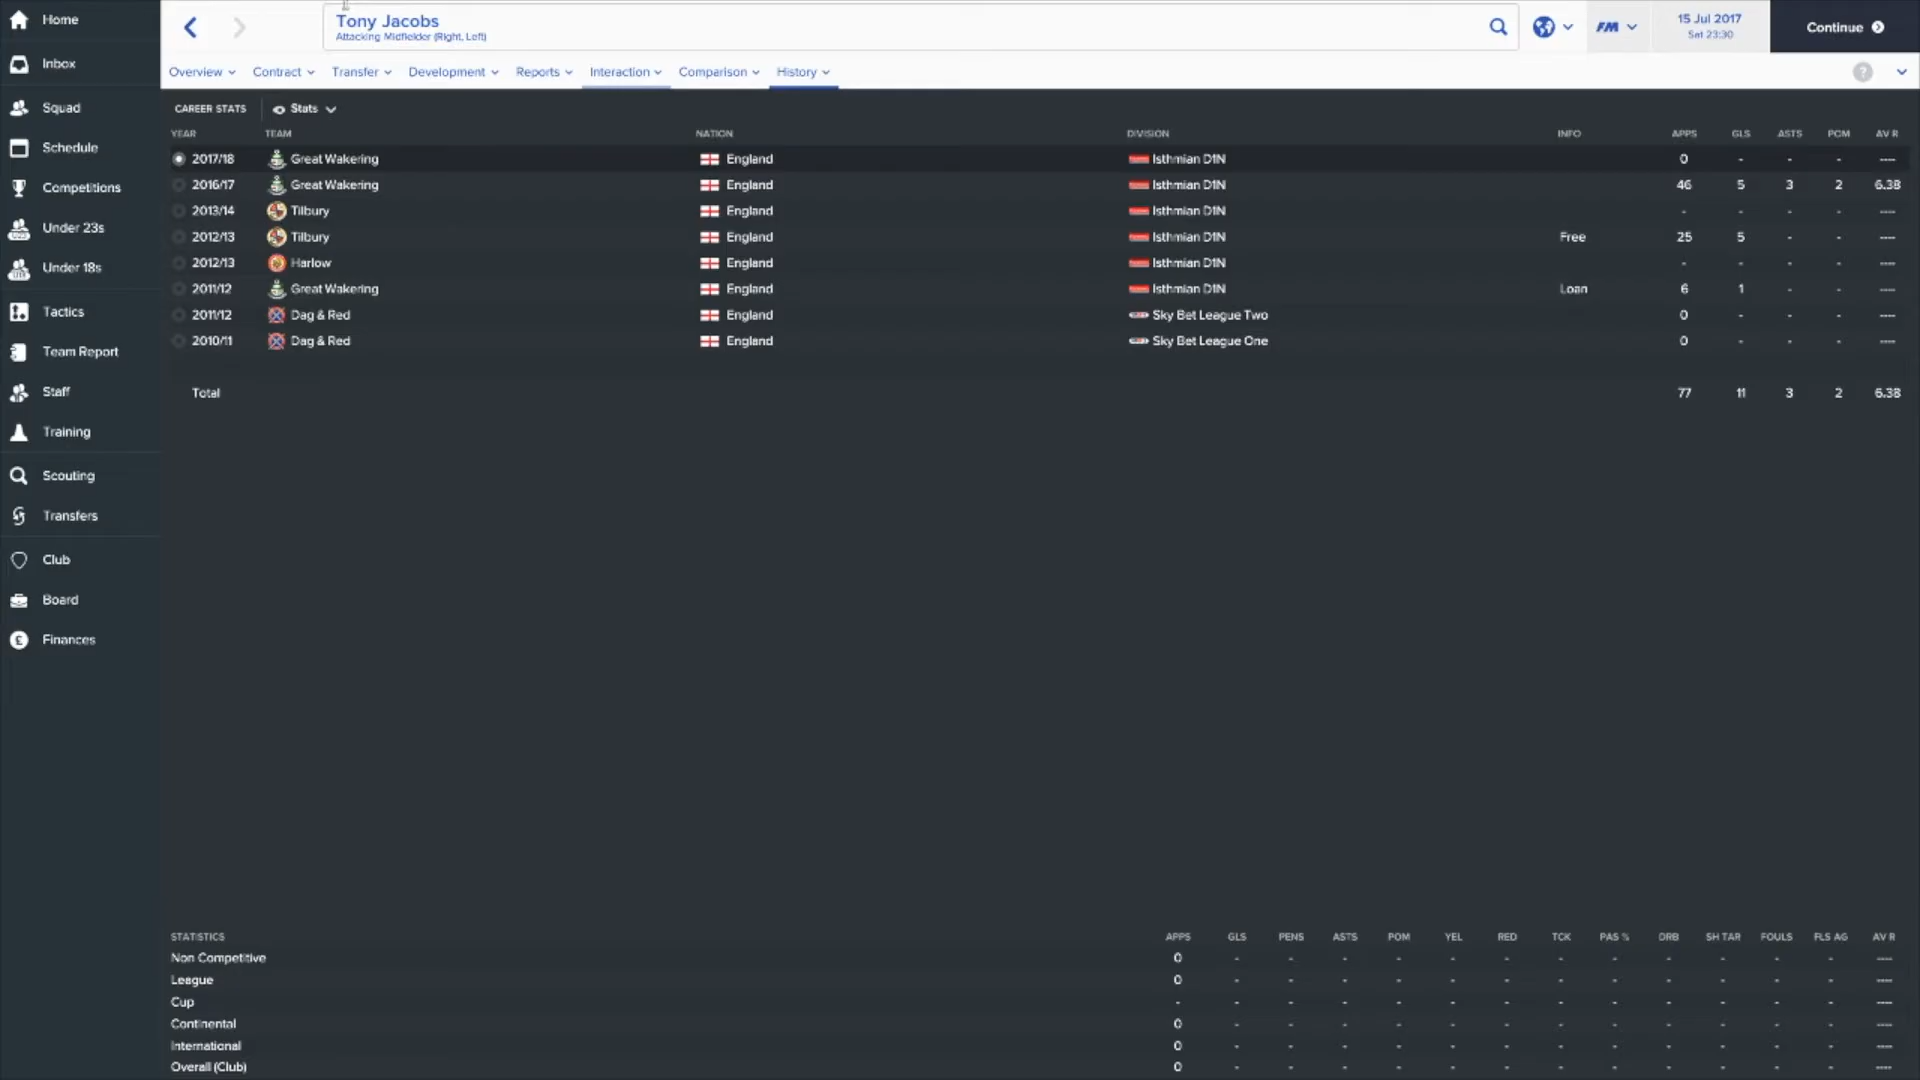 Home
Inbox
Squad
Schedule
Competitions
Under 23s
Under 18s
Tactics
Team Report
Staff
Training
Scouting
Transfers
Club
Board
Finances
Tony Jacobs
Attacking Midfielder (Right, Left)
FM
15 Jul 2017
Sat 23:30
Continue
Overview Contract Transfer Development Reports Interaction Comparison History ?
CAREER STATS Stats
YEAR TEAM NATION DIVISION INFO APPS GLS ASTS POM AV R
2017/18 Great Wakering England Isthmian D1N 0 - - - ----
2016/17 Great Wakering England Isthmian D1N 46 5 3 2 6.38
2013/14 Tilbury England Isthmian D1N - - - - ----
2012/13 Tilbury England Isthmian D1N Free 25 5 - - ----
2012/13 Harlow England Isthmian D1N - - - - ----
2011/12 Great Wakering England Isthmian D1N Loan 6 1 - - ----
2011/12 Dag & Red England Sky Bet League Two 0 - - - ----
2010/11 Dag & Red England Sky Bet League One 0 - - - ----
Total 77 11 3 2 6.38
STATISTICS APPS GLS PENS ASTS POM YEL RED TCK PAS % DRB SH TAR FOULS FLS AG AV R
Non Competitive 0 - - - - - - - - - - - - ----
League 0 - - - - - - - - - - - - ----
Cup - - - - - - - - - - - - - ----
Continental 0 - - - - - - - - - - - - ----
International 0 - - - - - - - - - - - - ----
Overall (Club) 0 - - - - - - - - - - - - ----